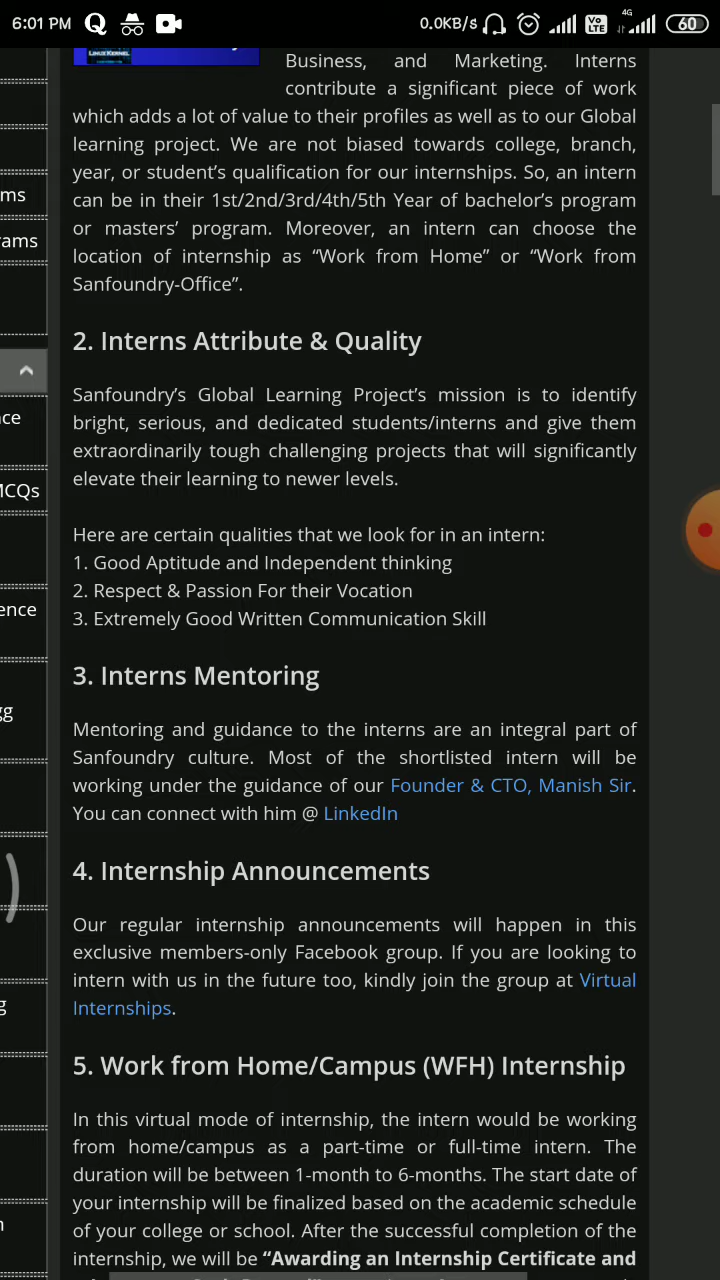 6:01 PM
0.0KB/s
4G
Vo
LTE
60
LINUX KERNEL
Business, and Marketing. Interns
contribute a significant piece of work
which adds a lot of value to their profiles as well as to our Global
learning project. We are not biased towards college, branch,
year, or student’s qualification for our internships. So, an intern
can be in their 1st/2nd/3rd/4th/5th Year of bachelor’s program
or masters’ program. Moreover, an intern can choose the
location of internship as “Work from Home” or “Work from
Sanfoundry-Office”.
ms
rams
2. Interns Attribute & Quality
Sanfoundry’s Global Learning Project’s mission is to identify
bright, serious, and dedicated students/interns and give them
extraordinarily tough challenging projects that will significantly
elevate their learning to newer levels.
nce
MCQs
Here are certain qualities that we look for in an intern:
1. Good Aptitude and Independent thinking
2. Respect & Passion For their Vocation
3. Extremely Good Written Communication Skill
ence
3. Interns Mentoring
gg
Mentoring and guidance to the interns are an integral part of
Sanfoundry culture. Most of the shortlisted intern will be
working under the guidance of our Founder & CTO, Manish Sir.
You can connect with him @ LinkedIn
4. Internship Announcements
Our regular internship announcements will happen in this
exclusive members-only Facebook group. If you are looking to
intern with us in the future too, kindly join the group at Virtual
Internships.
g
5. Work from Home/Campus (WFH) Internship
In this virtual mode of internship, the intern would be working
from home/campus as a part-time or full-time intern. The
duration will be between 1-month to 6-months. The start date of
your internship will be finalized based on the academic schedule
of your college or school. After the successful completion of the
n
internship, we will be “Awarding an Internship Certificate and